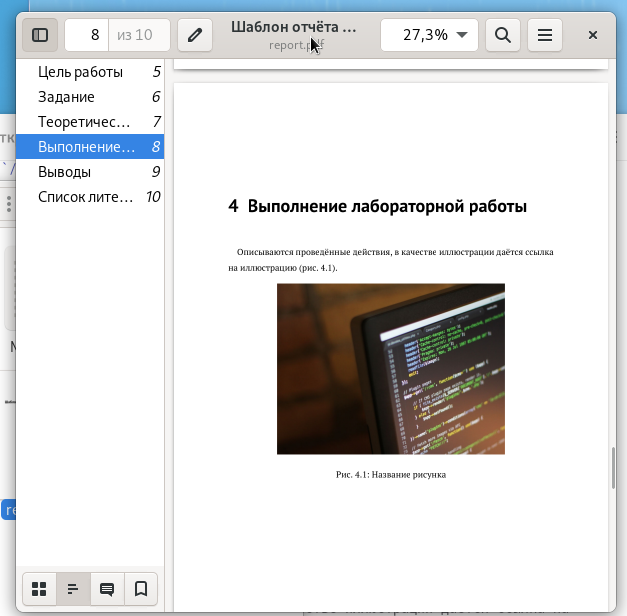 8
из 10
Шаблон отчёта ...
report.pdf
27,3%
Цель работы 5
Задание 6
Теоретичес... 7
Выполнение... 8
Выводы 9
Список лите... 10
4 Выполнение лабораторной работы
Описываются проведённые действия, в качестве иллюстрации даётся ссылка
на иллюстрацию (рис. 4.1).
Рис. 4.1: Название рисунка